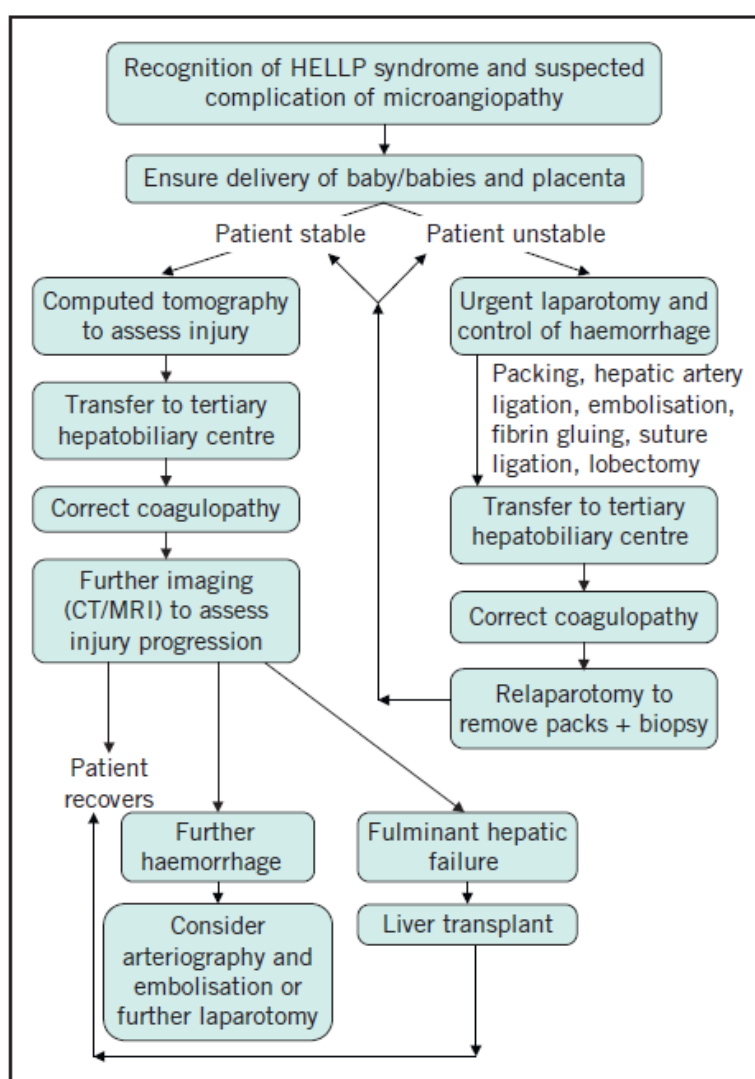 Recognition of HELLP syndrome and suspected
complication of microangiopathy
Ensure delivery of baby/babies and placenta
Patient stable
Patient unstable
Computed tomography
to assess injury
Transfer to tertiary
hepatobiliary centre
Correct coagulopathy
Further imaging
(CT/MRI) to assess
injury progression
Urgent laparotomy and
control of haemorrhage
Packing, hepatic artery
ligation, embolisation,
fibrin gluing, suture
ligation, lobectomy
Transfer to tertiary
hepatobiliary centre
Correct coagulopathy
Relaparotomy to
remove packs + biopsy
Patient
recovers
Further
haemorrhage
Consider
arteriography and
embolisation or
further laparotomy
Fulminant hepatic
failure
Liver transplant